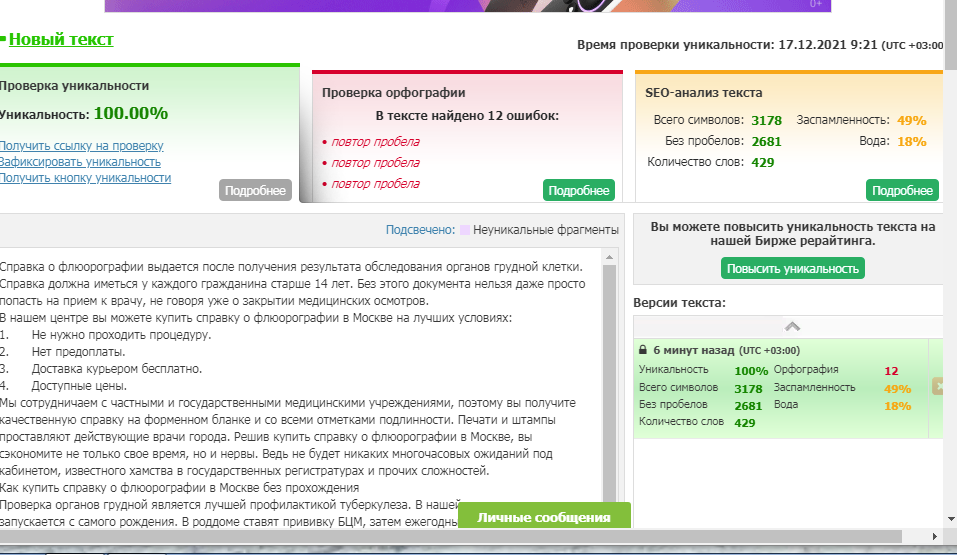 0+
Новый текст
Время проверки уникальности: 17.12.2021 9:21 (UTC +03:00
Проверка уникальности
Уникальность: 100.00%
Получить ссылку на проверку
Зафиксировать уникальность
Получить кнопку уникальности
Подробнее
Проверка орфографии
В тексте найдено 12 ошибок:
• повтор пробела
• повтор пробела
• повтор пробела
Подробнее
SEO-анализ текста
Всего символов: 3178 Заспамленность: 49%
Без пробелов: 2681 Вода: 18%
Количество слов: 429
Подробнее
Подсвечено: Неуникальные фрагменты
Справка о флюорографии выдается после получения результата обследования органов грудной клетки.
Справка должна иметься у каждого гражданина старше 14 лет. Без этого документа нельзя даже просто
попасть на прием к врачу, не говоря уже о закрытии медицинских осмотров.
В нашем центре вы можете купить справку о флюорографии в Москве на лучших условиях:
1. Не нужно проходить процедуру.
2. Нет предоплаты.
3. Доставка курьером бесплатно.
4. Доступные цены.
Мы сотрудничаем с частными и государственными медицинскими учреждениями, поэтому вы получите
качественную справку на форменном бланке и со всеми отметками подлинности. Печати и штампы
проставляют действующие врачи города. Решив купить справку о флюорографии в Москве, вы
сэкономите не только свое время, но и нервы. Ведь не будет никаких многочасовых ожиданий под
кабинетом, известного хамства в государственных регистратурах и прочих сложностей.
Как купить справку о флюорографии в Москве без прохождения
Проверка органов грудной является лучшей профилактикой туберкулеза. В нашей
запускается с самого рождения. В роддоме ставят прививку БЦМ, затем ежегодны
Личные сообщения
Вы можете повысить уникальность текста на
нашей Бирже рерайтинга.
Повысить уникальность
Версии текста:
6 минут назад (UTC +03:00)
Уникальность 100% Орфография 12
Всего символов 3178 Заспамленность 49%
Без пробелов 2681 Вода 18%
Количество слов 429